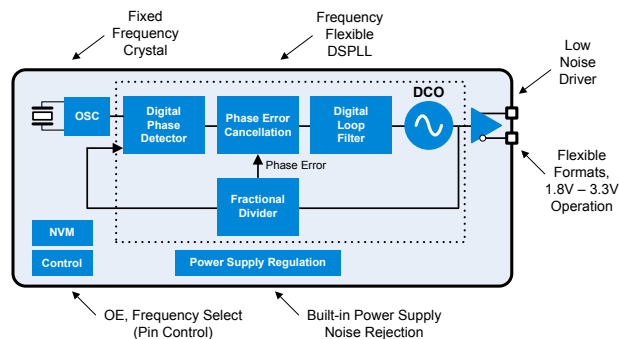 Fixed
Frequency
Crystal
Frequency
Flexible
DSPLL
Low
Noise
Driver
OSC
Digital
Phase
Detector
Phase Error
Cancellation
Digital
Loop
Filter
DCO
Phase Error
Fractional
Divider
Flexible
Formats,
1.8V – 3.3V
Operation
NVM
Control
Power Supply Regulation
OE, Frequency Select
(Pin Control)
Built-in Power Supply
Noise Rejection